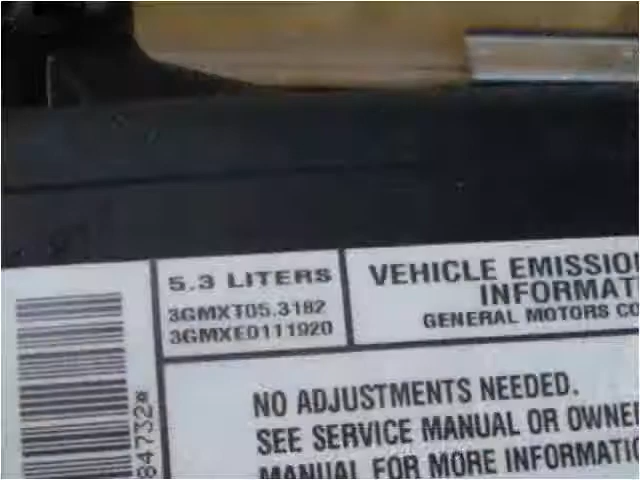 5.3 LITERS
3GMXT05.3182
3GMXE0111920
VEHICLE EMISSIO
INFORMAT
GENERAL MOTORS CO
NO ADJUSTMENTS NEEDED.
SEE SERVICE MANUAL OR OWNE
MANUAL FOR MORE INFORMATIO
84732*